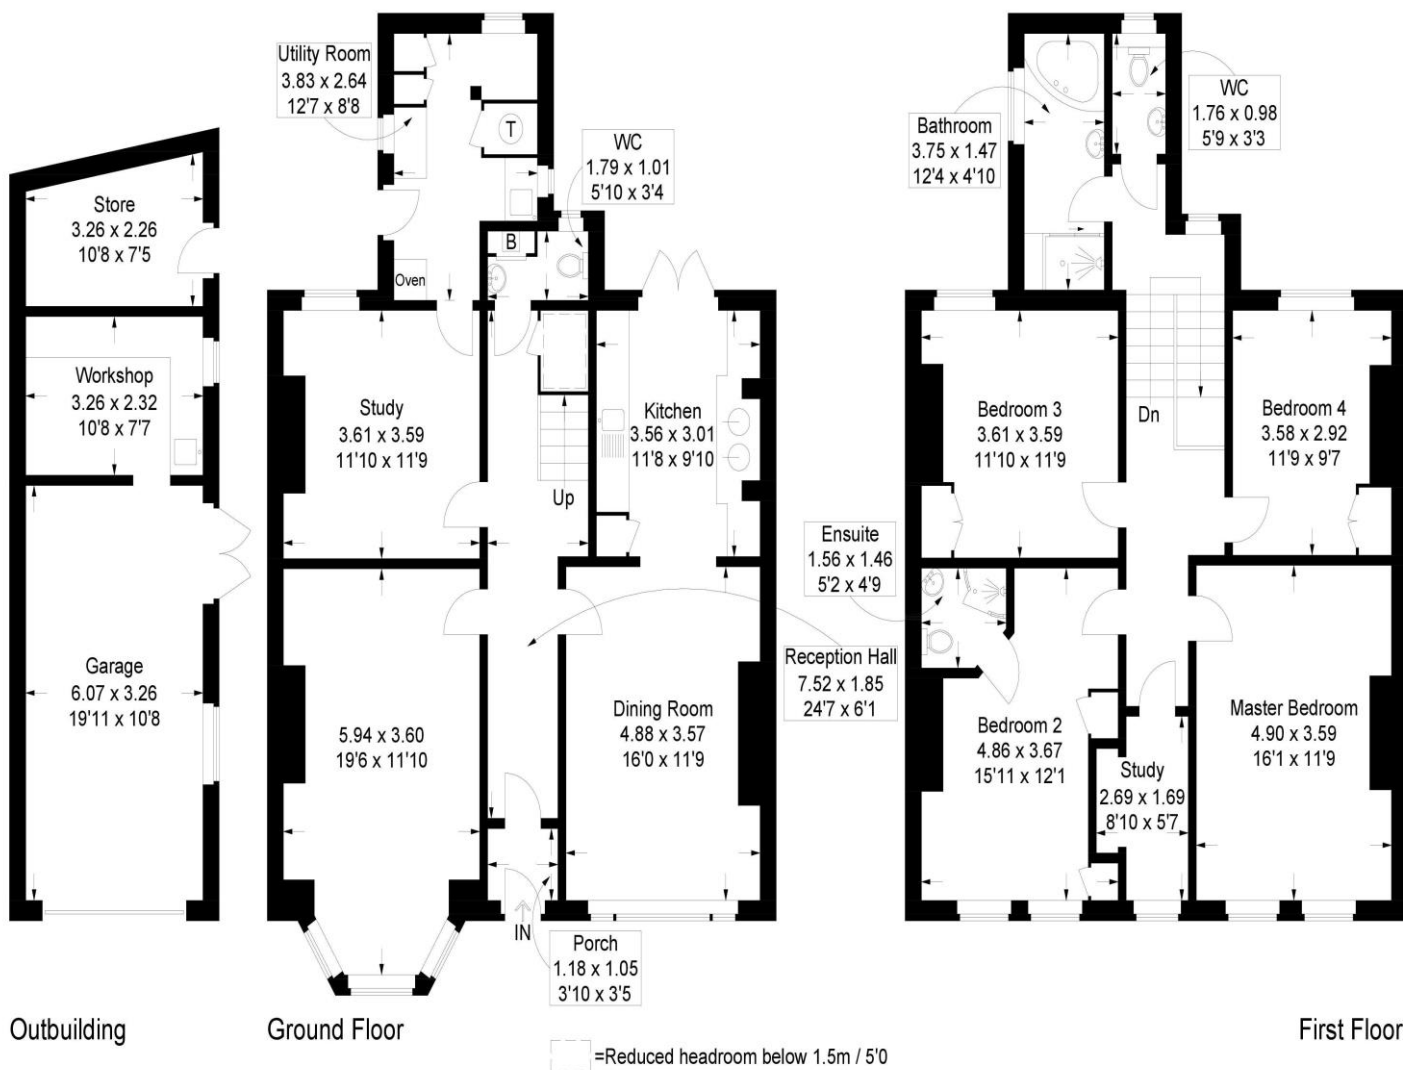 Utility Room
3.83 x 2.64
12'7 x 8'8
WC
1.79 x 1.01
5'10 x 3'4
Store
3.26 x 2.26
10'8 x 7'5
Workshop
3.26 x 2.32
10'8 x 7'7
Garage
6.07 x 3.26
19'11 x 10'8
T
B
Oven
Study
3.61 x 3.59
11'10 x 11'9
Up
Kitchen
3.56 x 3.01
11'8 x 9'10
5.94 x 3.60
19'6 x 11'10
Reception Hall
7.52 x 1.85
24'7 x 6'1
Dining Room
4.88 x 3.57
16'0 x 11'9
IN
Porch
1.18 x 1.05
3'10 x 3'5
Bathroom
3.75 x 1.47
12'4 x 4'10
WC
1.76 x 0.98
5'9 x 3'3
Bedroom 3
3.61 x 3.59
11'10 x 11'9
Dn
Bedroom 4
3.58 x 2.92
11'9 x 9'7
Ensuite
1.56 x 1.46
5'2 x 4'9
Bedroom 2
4.86 x 3.67
15'11 x 12'1
Study
2.69 x 1.69
8'10 x 5'7
Master Bedroom
4.90 x 3.59
16'1 x 11'9
Outbuilding
Ground Floor
First Floor
=Reduced headroom below 1.5m / 5'0